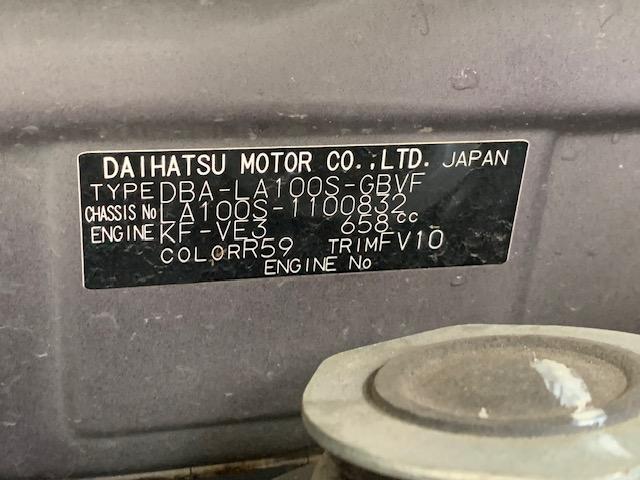 DAIHATSU MOTOR CO.,LTD. JAPAN
TYPE DBA-LA100S-GBVF
CHASSIS No LA100S-1100832
ENGINE KF-VE3 658cc
COLOR R59 TRIM FV10
ENGINE No